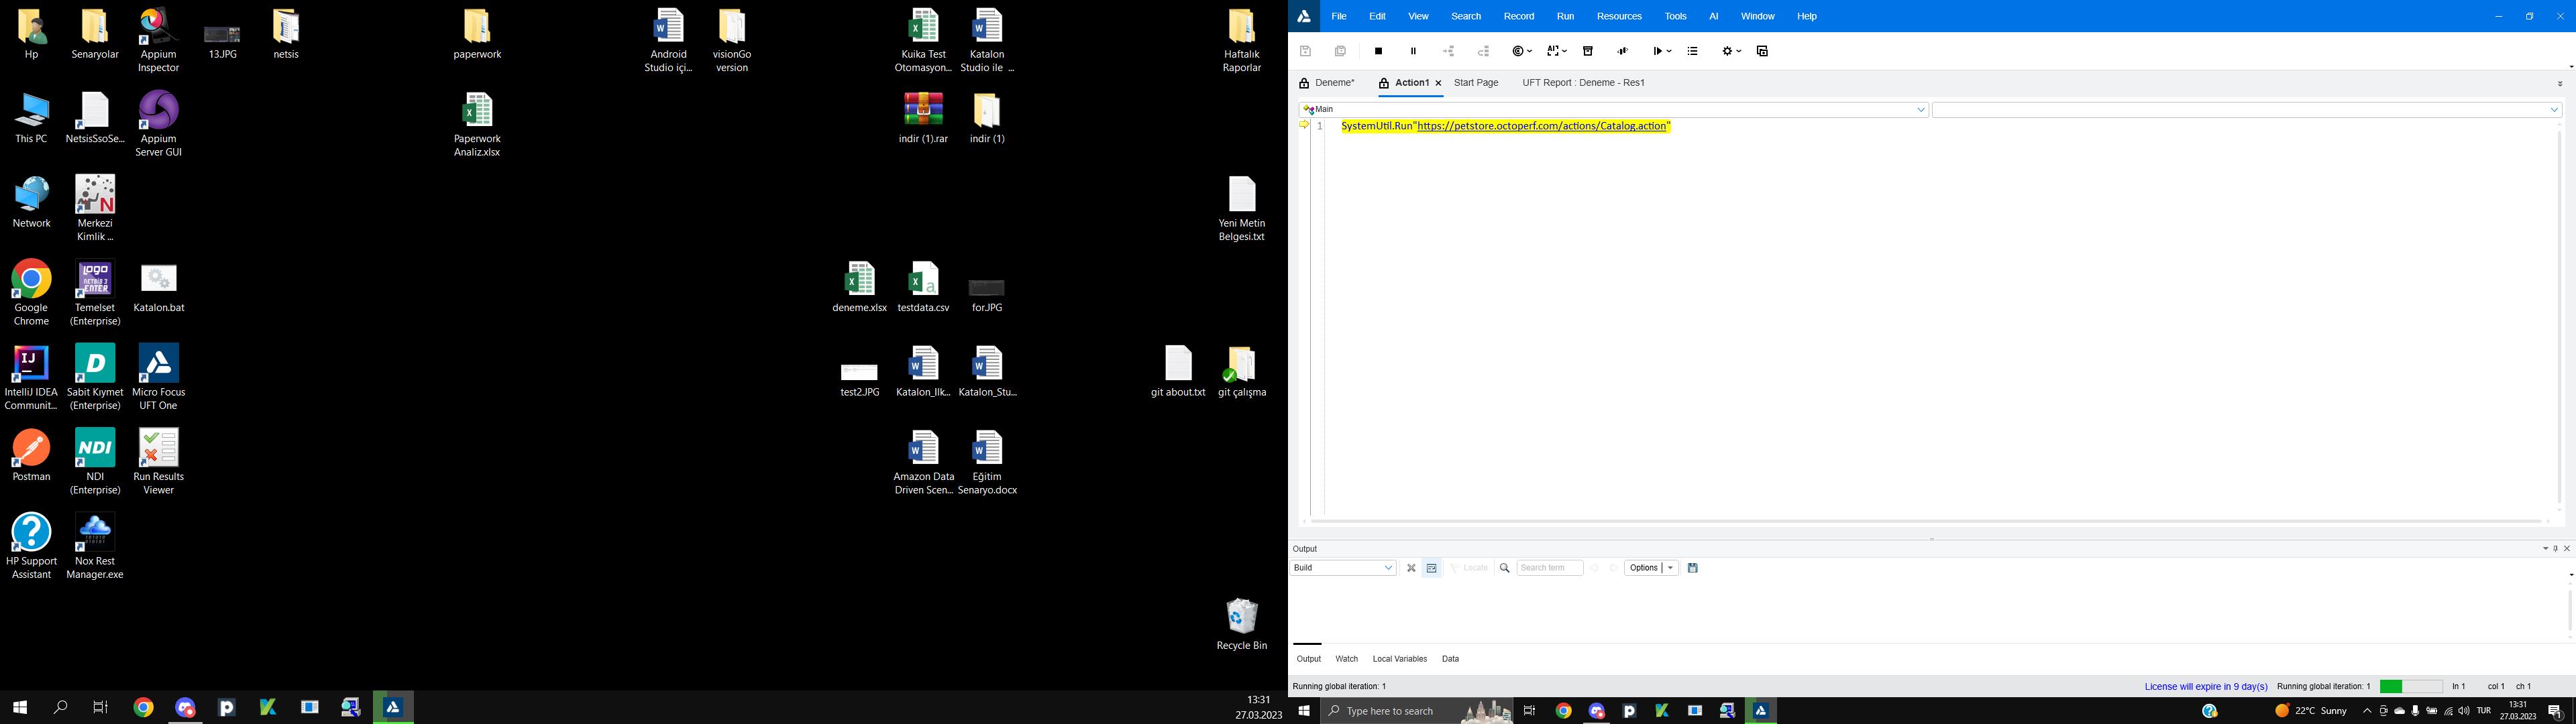 Hp
Senaryolar
Appium
Inspector
13.JPG
netsis
paperwork
Android
Studio içi...
visionGo
version
Kuika Test
Otomasyon...
Katalon
Studio ile ...
Haftalık
Raporlar
This PC
NetsisSsoSe...
Appium
Server GUI
Paperwork
Analiz.xlsx
indir (1).rar
indir (1)
Network
Merkezi
Kimlik ...
Yeni Metin
Belgesi.txt
Google
Chrome
Temelset
(Enterprise)
Katalon.bat
deneme.xlsx
testdata.csv
for.JPG
IntelliJ IDEA
Communit...
Sabit Kıymet
(Enterprise)
Micro Focus
UFT One
test2.JPG
Katalon_Ilk...
Katalon_Stu...
git about.txt
git çalışma
Postman
NDI
(Enterprise)
Run Results
Viewer
Amazon Data
Driven Scen...
Eğitim
Senaryo.docx
HP Support
Assistant
Nox Rest
Manager.exe
Recycle Bin
13:31
27.03.2023
File Edit View Search Record Run Resources Tools AI Window Help
Deneme* Action1 Start Page UFT Report : Deneme - Res1
Main
1 SystemUtil.Run"https://petstore.octoperf.com/actions/Catalog.action"
Output
Build Locate Search term Options
Output Watch Local Variables Data
Running global iteration: 1 License will expire in 9 day(s) Running global iteration: 1 ln 1 col 1 ch 1
Type here to search
22°C Sunny
TUR
13:31
27.03.2023